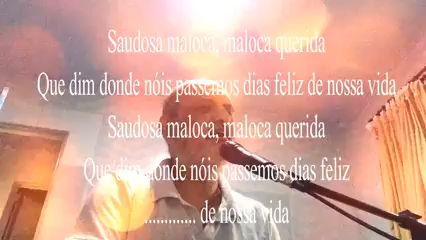 Saudosa maloca, maloca querida
Que dim donde nóis passemos dias feliz de nossa vida
Saudosa maloca, maloca querida
Que dim donde nóis passemos dias feliz
............. de nossa vida